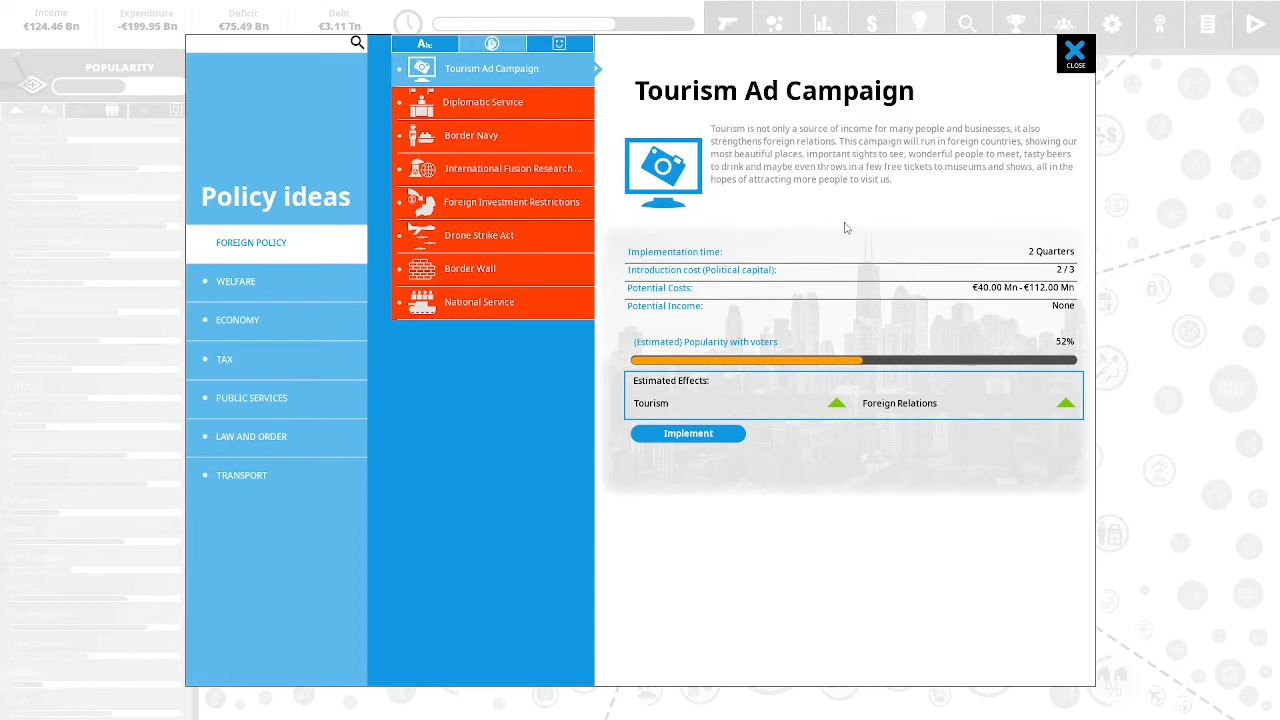 Income
Expenditure
Deficit
Debt
€124.46 Bn
-€199.95 Bn
€75.49 Bn
€3.11 Tn
POPULARITY
Abc
CLOSE
Policy ideas
FOREIGN POLICY
WELFARE
ECONOMY
TAX
PUBLIC SERVICES
LAW AND ORDER
TRANSPORT
Tourism Ad Campaign
Diplomatic Service
Border Navy
International Fusion Research ...
Foreign Investment Restrictions
Drone Strike Act
Border Wall
National Service
Tourism Ad Campaign
Tourism is not only a source of income for many people and businesses, it also
strengthens foreign relations. This campaign will run in foreign countries, showing our
most beautiful places, important sights to see, wonderful people to meet, tasty beers
to drink and maybe even throws in a few free tickets to museums and shows, all in the
hopes of attracting more people to visit us.
Implementation time: 2 Quarters
Introduction cost (Political capital): 2 / 3
Potential Costs: €40.00 Mn - €112.00 Mn
Potential Income: None
(Estimated) Popularity with voters 52%
Estimated Effects:
Tourism
Foreign Relations
Implement
GDP